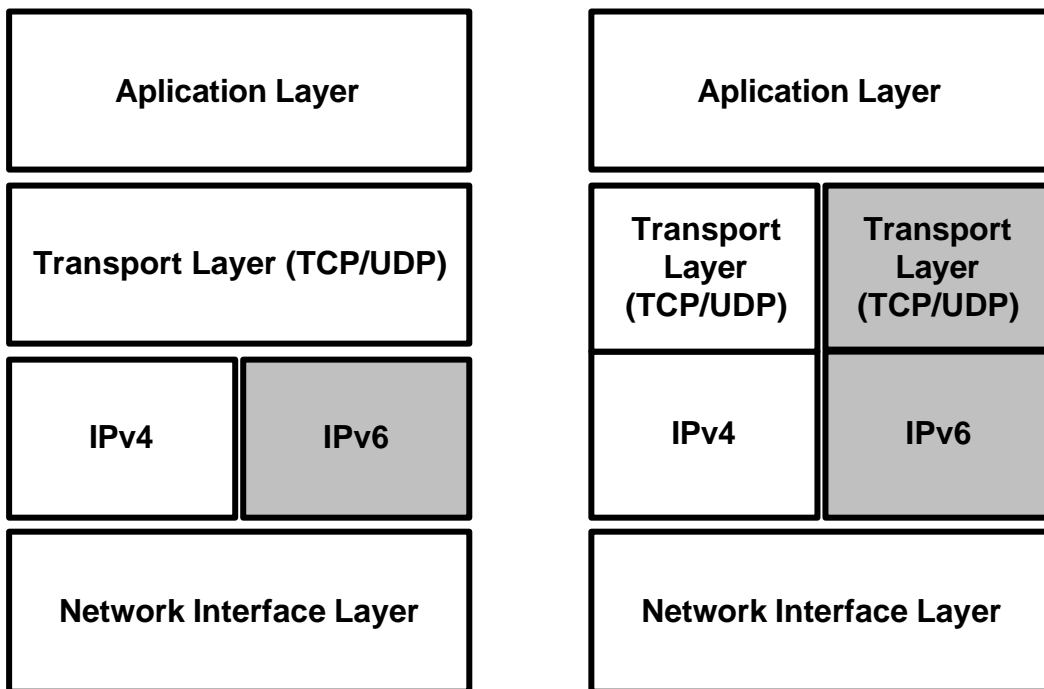 Aplication Layer
Transport Layer (TCP/UDP)
IPv4
IPv6
Network Interface Layer
Aplication Layer
Transport
Layer
(TCP/UDP)
Transport
Layer
(TCP/UDP)
IPv4
IPv6
Network Interface Layer